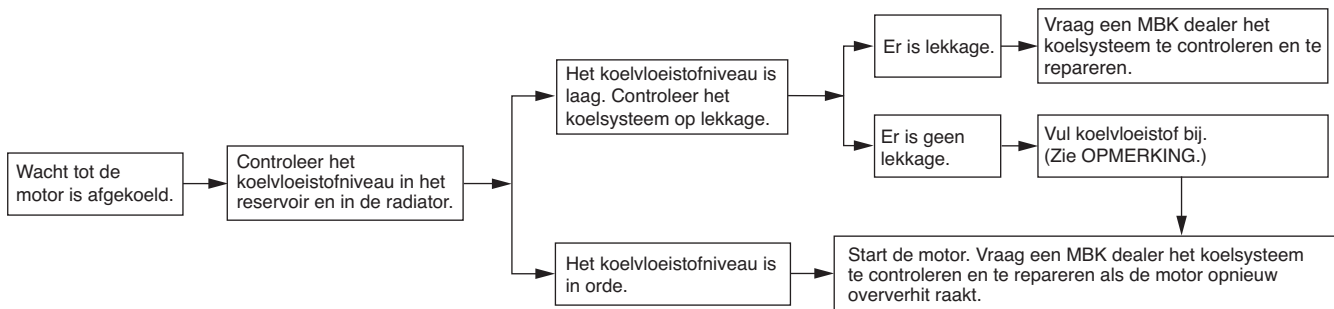 Wacht tot de
motor is afgekoeld.
Controleer het
koelvloeistofniveau in het
reservoir en in de radiator.
Het koelvloeistofniveau is
laag. Controleer het
koelsysteem op lekkage.
Er is lekkage.
Vraag een MBK dealer het
koelsysteem te controleren en te
repareren.
Er is geen
lekkage.
Vul koelvloeistof bij.
(Zie OPMERKING.)
Het koelvloeistofniveau is
in orde.
Start de motor. Vraag een MBK dealer het koelsysteem
te controleren en te repareren als de motor opnieuw
oververhit raakt.